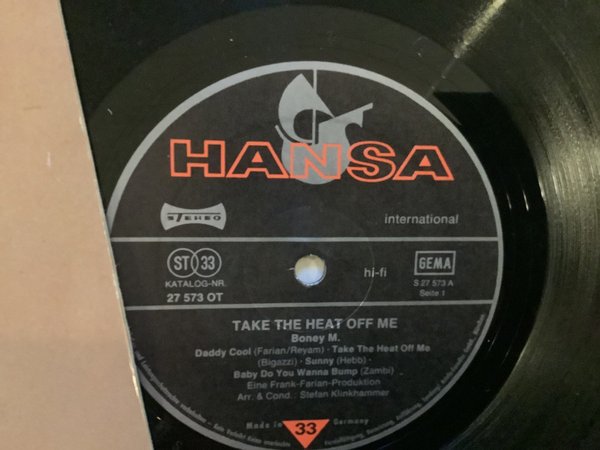 HANSA
STEREO
international
ST 33
KATALOG-NR.
27 573 OT
hi-fi
GEMA
S 27 573 A
Seite 1
TAKE THE HEAT OFF ME
Boney M.
Daddy Cool (Farian/Reyam) · Take The Heat Off Me
(Bigazzi) · Sunny (Hebb) ·
Baby Do You Wanna Bump (Zambi)
Eine Frank-Farian-Produktion
Arr. & Cond.: Stefan Klinkhammer
Made in Germany
33